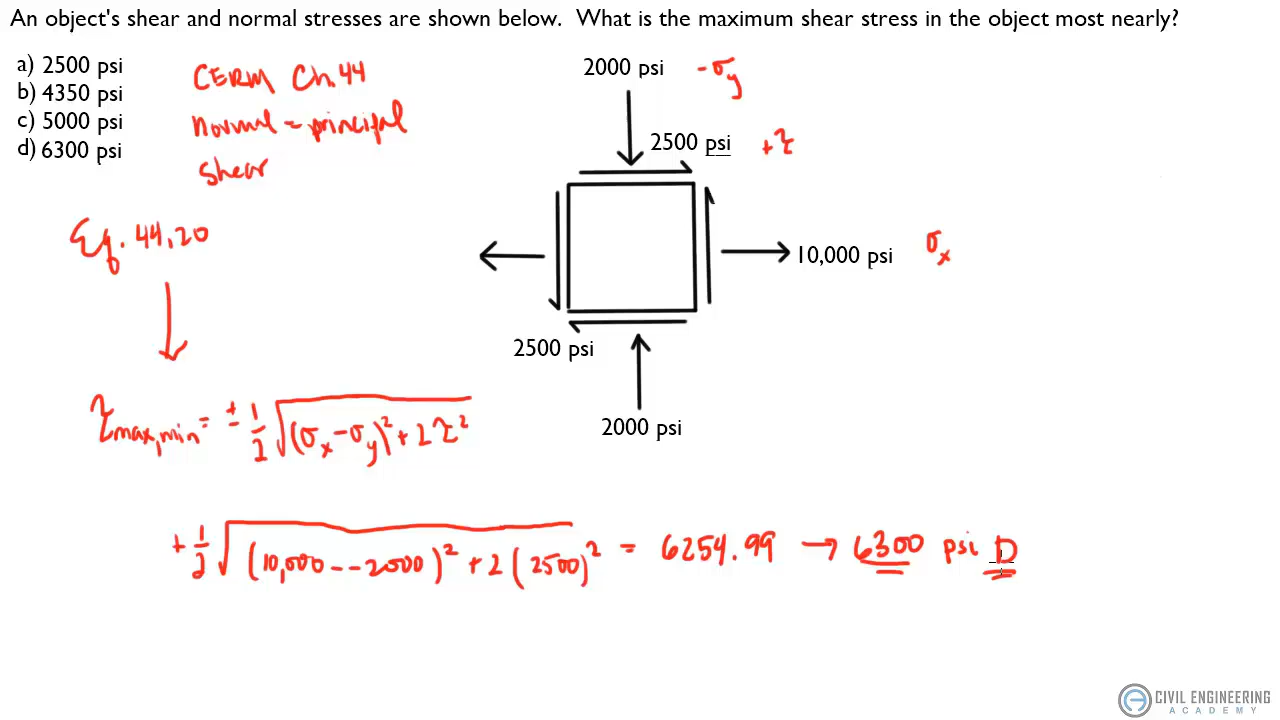 An object's shear and normal stresses are shown below. What is the maximum shear stress in the object most nearly?
a) 2500 psi
b) 4350 psi
c) 5000 psi
d) 6300 psi
CERM Ch. 44
normal = principal
shear
2000 psi
-σy
2500 psi
+τ
10,000 psi
σx
2500 psi
2000 psi
Eq. 44.20
τmax,min = ± 1/2 √(σx-σy)² + 2τ²
+ 1/2 √(10,000 - -2000)² + 2(2500)² = 6254.99 → 6300 psi D
CIVIL ENGINEERING
ACADEMY